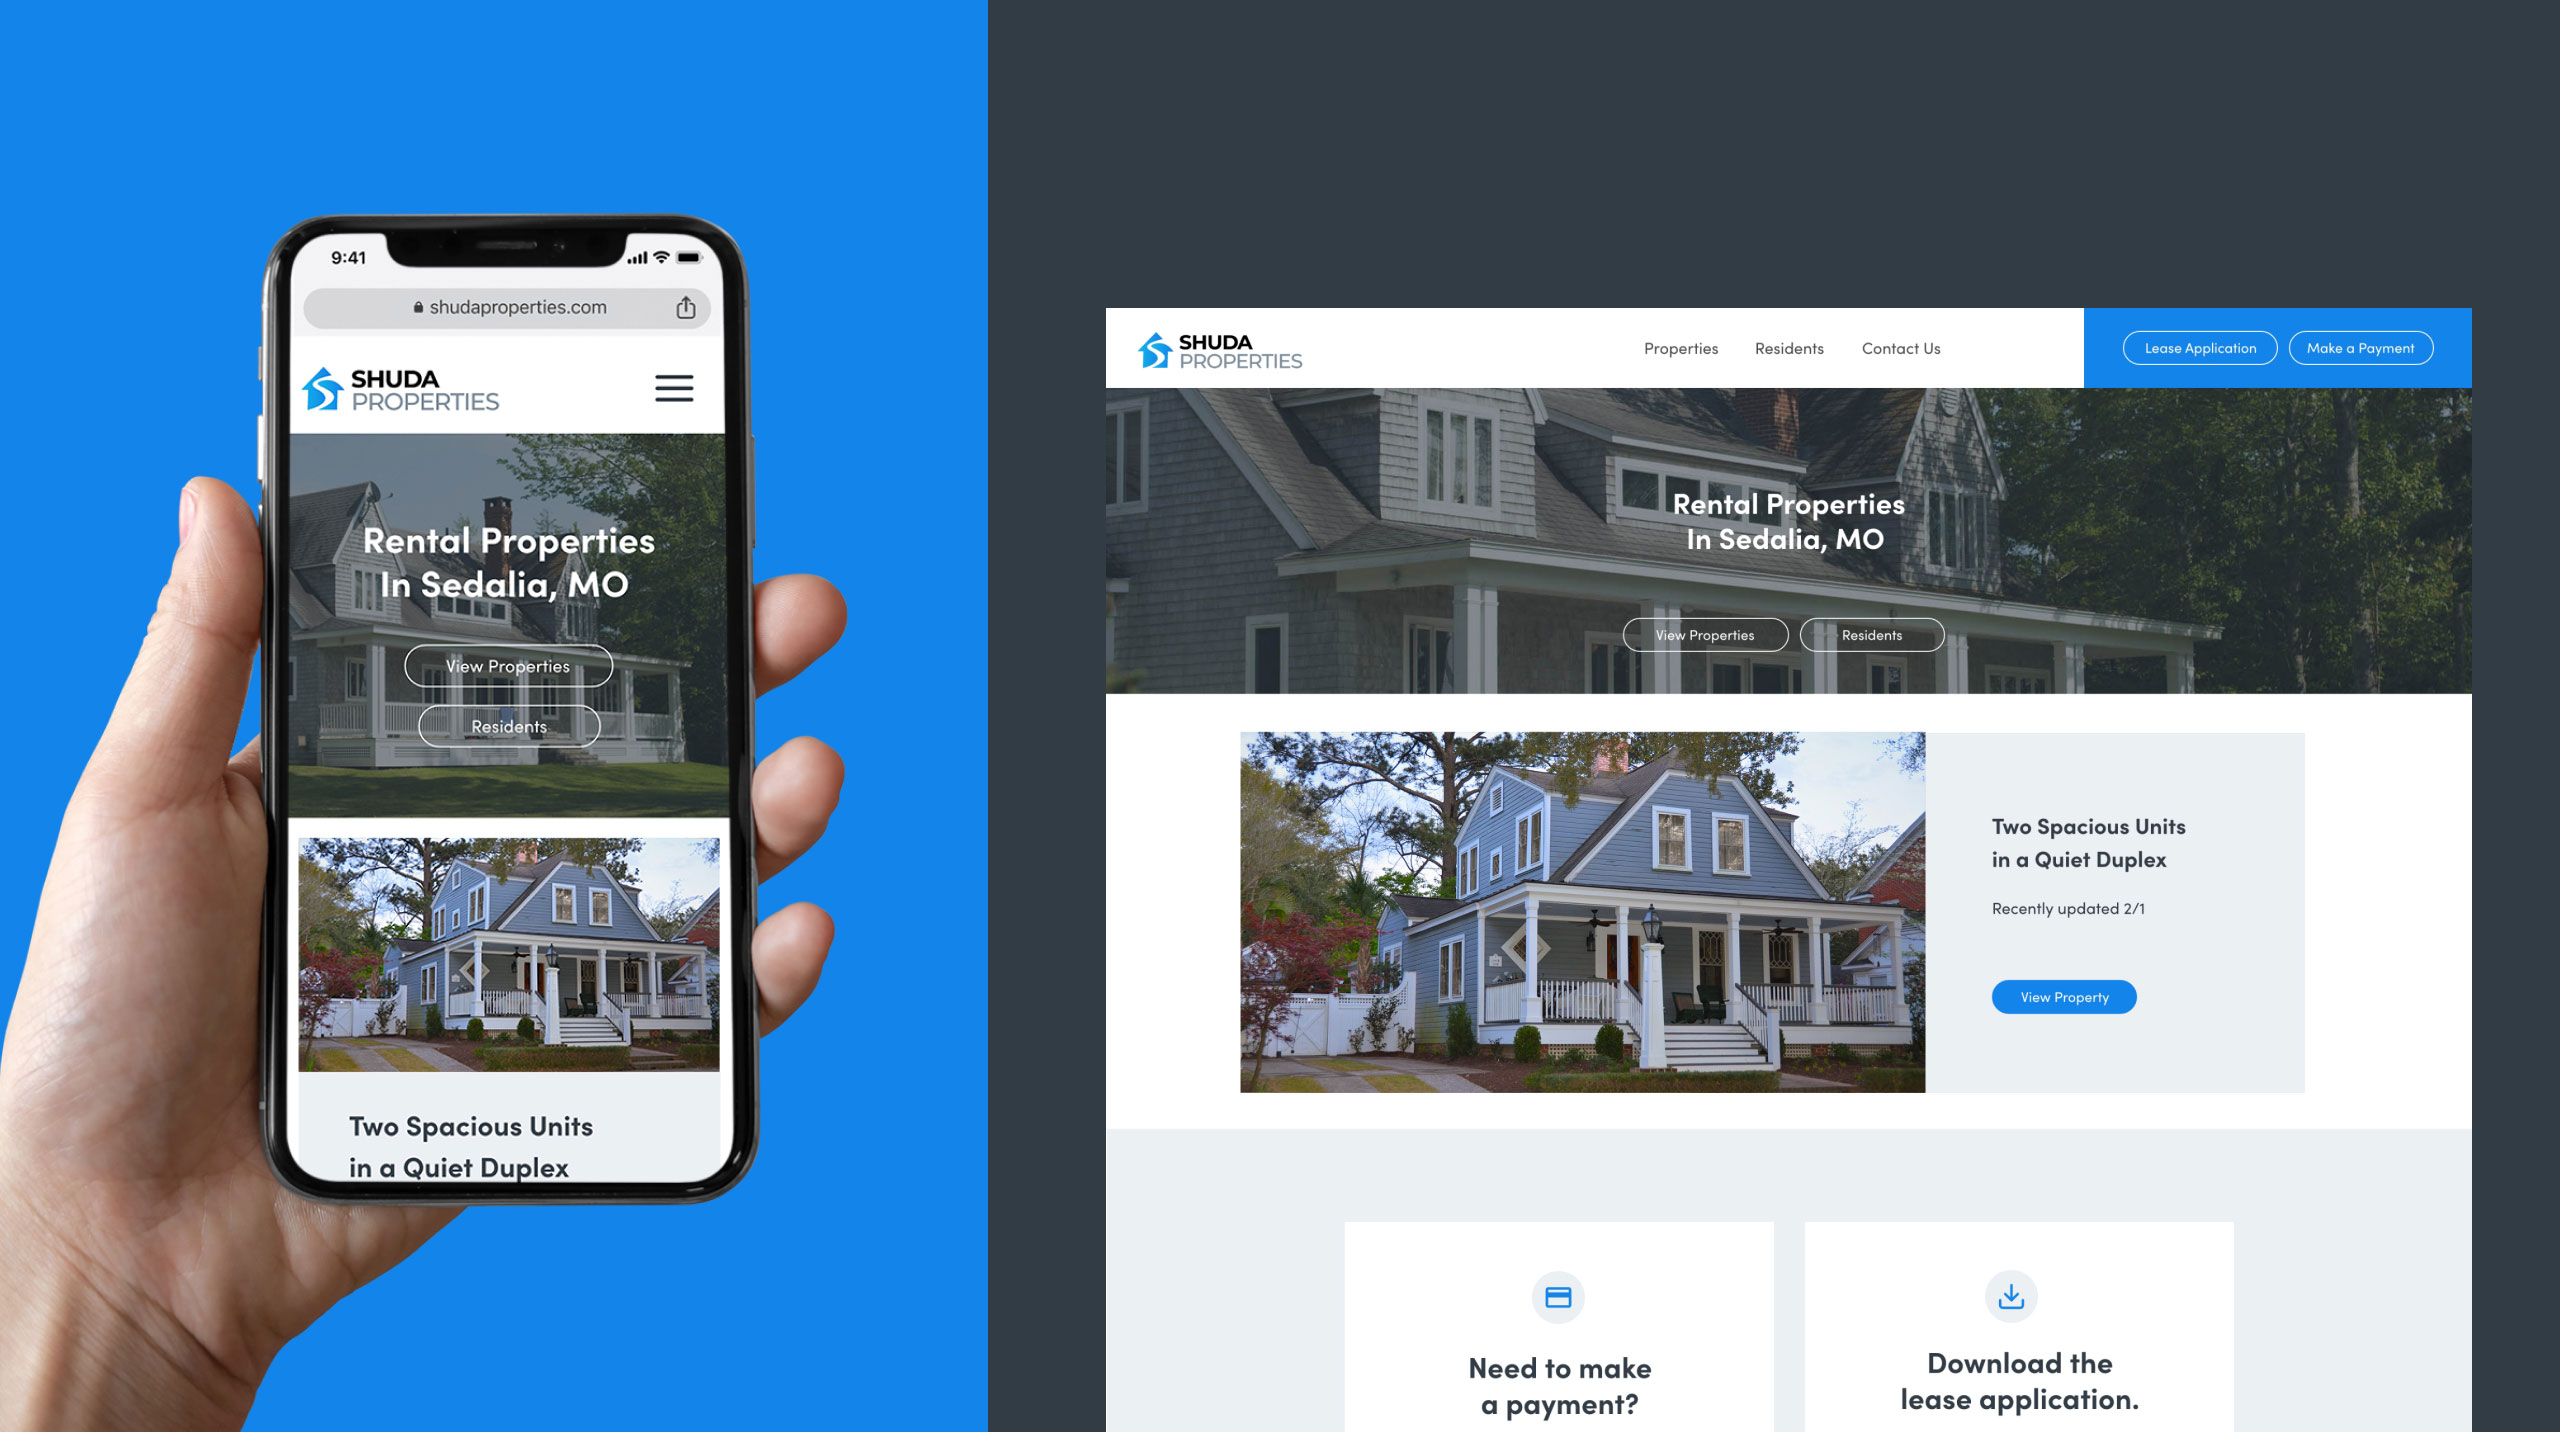 9:41
shudaproperties.com
SHUDA
PROPERTIES
Rental Properties
In Sedalia, MO
View Properties
Residents
Two Spacious Units
in a Quiet Duplex
SHUDA
PROPERTIES
Properties Residents Contact Us
Lease Application Make a Payment
Rental Properties
In Sedalia, MO
View Properties Residents
Two Spacious Units
in a Quiet Duplex
Recently updated 2/1
View Property
Need to make
a payment?
Download the
lease application.